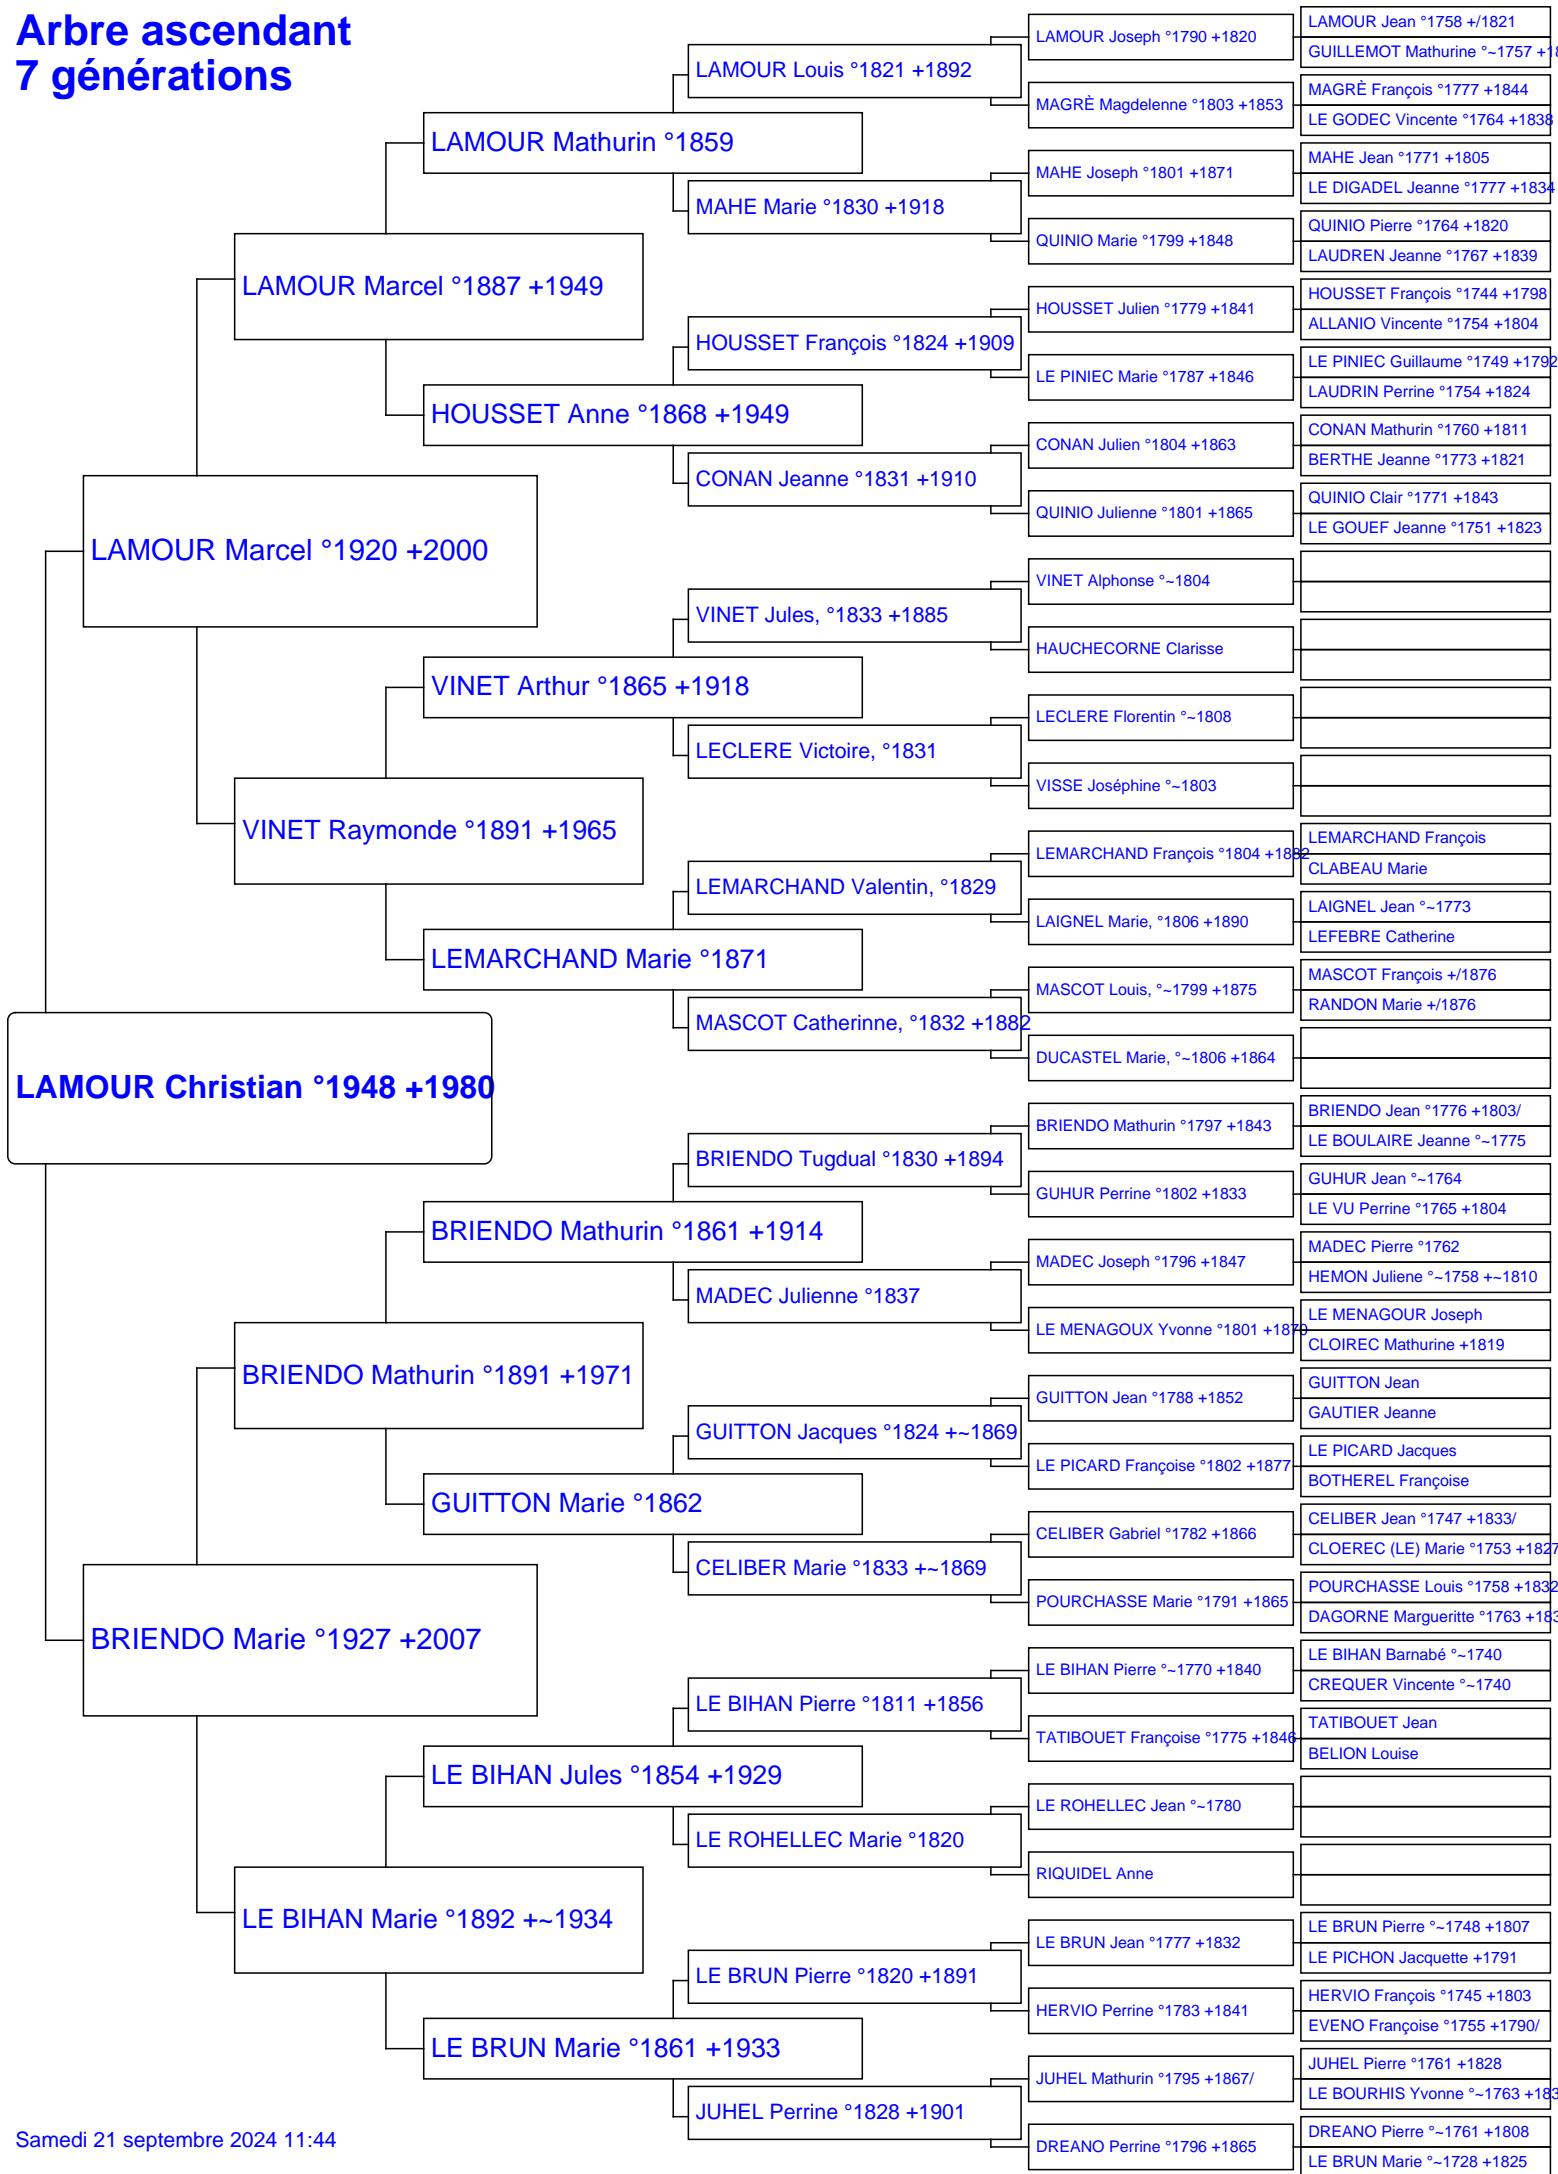 Arbre ascendant
7 générations
LAMOUR Christian °1948 +1980
LAMOUR Marcel °1920 +2000
BRIENDO Marie °1927 +2007
LAMOUR Marcel °1887 +1949
VINET Raymonde °1891 +1965
BRIENDO Mathurin °1891 +1971
LE BIHAN Marie °1892 +~1934
LAMOUR Mathurin °1859
HOUSSET Anne °1868 +1949
VINET Arthur °1865 +1918
LEMARCHAND Marie °1871
BRIENDO Mathurin °1861 +1914
GUITTON Marie °1862
LE BIHAN Jules °1854 +1929
LE BRUN Marie °1861 +1933
LAMOUR Louis °1821 +1892
MAHE Marie °1830 +1918
HOUSSET François °1824 +1909
CONAN Jeanne °1831 +1910
VINET Jules, °1833 +1885
LECLERE Victoire, °1831
LEMARCHAND Valentin, °1829
MASCOT Catherinne, °1832 +1882
BRIENDO Tugdual °1830 +1894
MADEC Julienne °1837
GUITTON Jacques °1824 +~1869
CELIBER Marie °1833 +~1869
LE BIHAN Pierre °1811 +1856
LE ROHELLEC Marie °1820
LE BRUN Pierre °1820 +1891
JUHEL Perrine °1828 +1901
LAMOUR Joseph °1790 +1820
MAGRÈ Magdelenne °1803 +1853
MAHE Joseph °1801 +1871
QUINIO Marie °1799 +1848
HOUSSET Julien °1779 +1841
LE PINIEC Marie °1787 +1846
CONAN Julien °1804 +1863
QUINIO Julienne °1801 +1865
VINET Alphonse °~1804
HAUCHECORNE Clarisse
LECLERE Florentin °~1808
VISSE Joséphine °~1803
LEMARCHAND François °1804 +1882
LAIGNEL Marie, °1806 +1890
MASCOT Louis, °~1799 +1875
DUCASTEL Marie, °~1806 +1864
BRIENDO Mathurin °1797 +1843
GUHUR Perrine °1802 +1833
MADEC Joseph °1796 +1847
LE MENAGOUX Yvonne °1801 +1870
GUITTON Jean °1788 +1852
LE PICARD Françoise °1802 +1877
CELIBER Gabriel °1782 +1866
POURCHASSE Marie °1791 +1865
LE BIHAN Pierre °~1770 +1840
TATIBOUET Françoise °1775 +1846
LE ROHELLEC Jean °~1780
RIQUIDEL Anne
LE BRUN Jean °1777 +1832
HERVIO Perrine °1783 +1841
JUHEL Mathurin °1795 +1867/
DREANO Perrine °1796 +1865
LAMOUR Jean °1758 +/1821
GUILLEMOT Mathurine °~1757 +18
MAGRÈ François °1777 +1844
LE GODEC Vincente °1764 +1838
MAHE Jean °1771 +1805
LE DIGADEL Jeanne °1777 +1834
QUINIO Pierre °1764 +1820
LAUDREN Jeanne °1767 +1839
HOUSSET François °1744 +1798
ALLANIO Vincente °1754 +1804
LE PINIEC Guillaume °1749 +1792
LAUDRIN Perrine °1754 +1824
CONAN Mathurin °1760 +1811
BERTHE Jeanne °1773 +1821
QUINIO Clair °1771 +1843
LE GOUEF Jeanne °1751 +1823
LEMARCHAND François
CLABEAU Marie
LAIGNEL Jean °~1773
LEFEBRE Catherine
MASCOT François +/1876
RANDON Marie +/1876
BRIENDO Jean °1776 +1803/
LE BOULAIRE Jeanne °~1775
GUHUR Jean °~1764
LE VU Perrine °1765 +1804
MADEC Pierre °1762
HEMON Juliene °~1758 +~1810
LE MENAGOUR Joseph
CLOIREC Mathurine +1819
GUITTON Jean
GAUTIER Jeanne
LE PICARD Jacques
BOTHEREL Françoise
CELIBER Jean °1747 +1833/
CLOEREC (LE) Marie °1753 +1827
POURCHASSE Louis °1758 +1832
DAGORNE Margueritte °1763 +183
LE BIHAN Barnabé °~1740
CREQUER Vincente °~1740
TATIBOUET Jean
BELION Louise
LE BRUN Pierre °~1748 +1807
LE PICHON Jacquette +1791
HERVIO François °1745 +1803
EVENO Françoise °1755 +1790/
JUHEL Pierre °1761 +1828
LE BOURHIS Yvonne °~1763 +183
DREANO Pierre °~1761 +1808
LE BRUN Marie °~1728 +1825
Samedi 21 septembre 2024 11:44